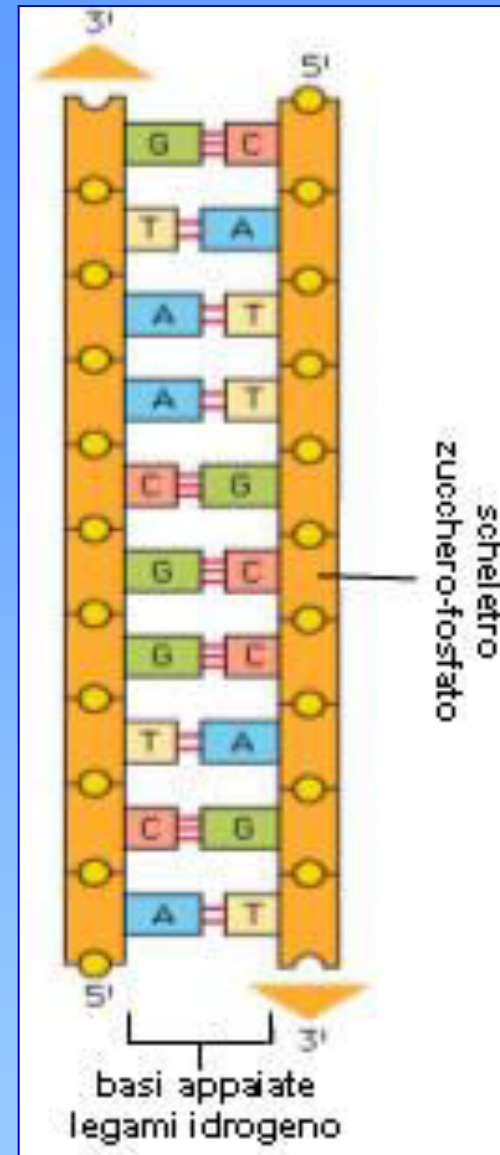 3'
5'
G C
T A
A T
A T
C G
G C
G C
T A
C G
A T
scheletro
zucchero-fosfato
5'
3'
basi appaiate
legami idrogeno